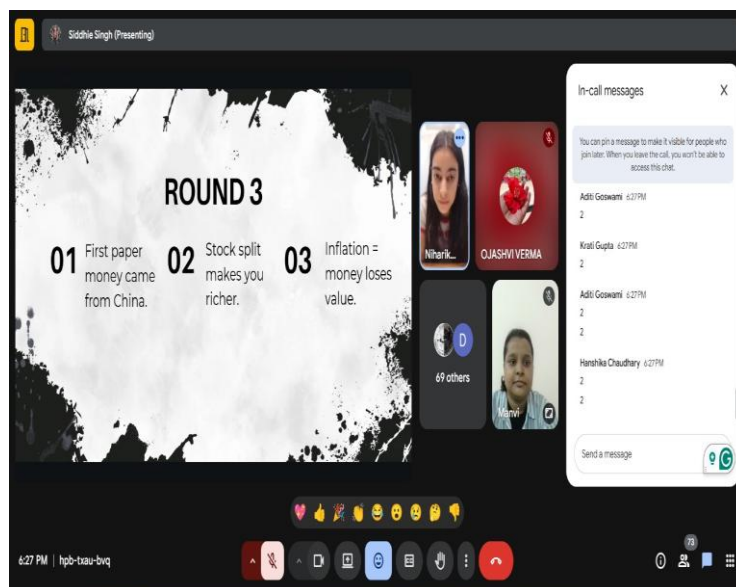 Siddhie Singh (Presenting)
ROUND 3
01
First paper
money came
from China.
02
Stock split
makes you
richer.
03
Inflation =
money loses
value.
Niharik...
OJASHVI VERMA
D
69 others
Manvi
In-call messages
You can pin a message to make it visible for people who
join later. When you leave the call, you won't be able to
access this chat.
Aditi Goswami 6:27 PM
2
Krati Gupta 6:27 PM
2
Aditi Goswami 6:27 PM
2
2
Hanshika Chaudhary 6:27 PM
2
2
Send a message
6:27 PM | hpb-txau-bvq
73